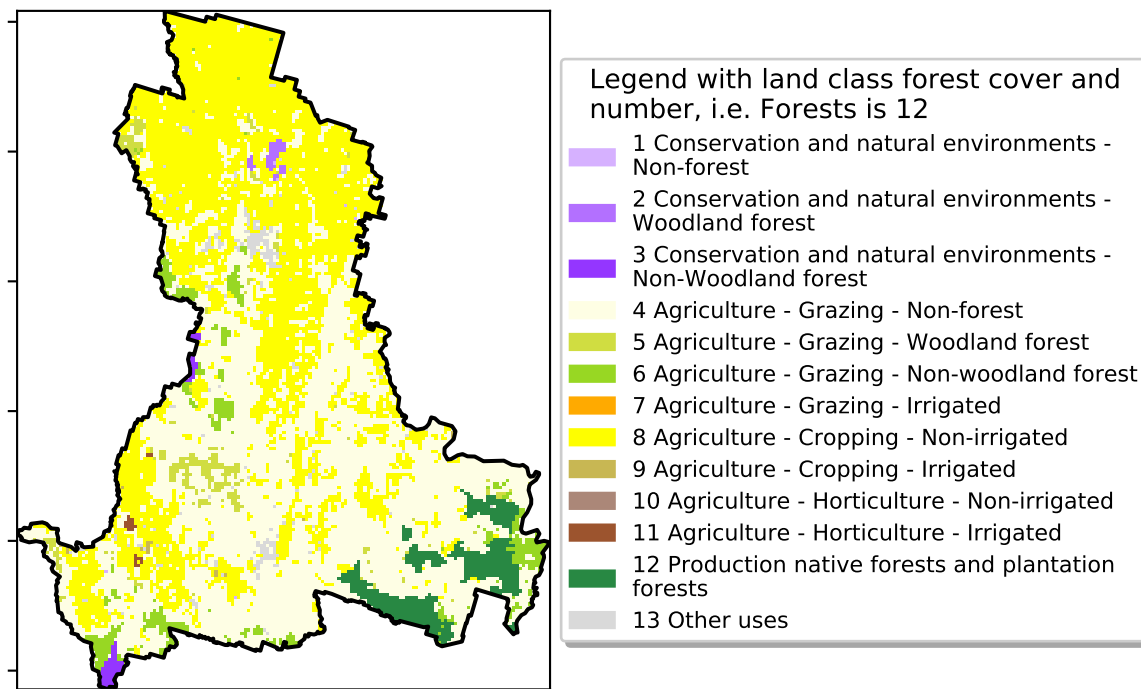 Legend with land class forest cover and
number, i.e. Forests is 12
1 Conservation and natural environments -
Non-forest
2 Conservation and natural environments -
Woodland forest
3 Conservation and natural environments -
Non-Woodland forest
4 Agriculture - Grazing - Non-forest
5 Agriculture - Grazing - Woodland forest
6 Agriculture - Grazing - Non-woodland forest
7 Agriculture - Grazing - Irrigated
8 Agriculture - Cropping - Non-irrigated
9 Agriculture - Cropping - Irrigated
10 Agriculture - Horticulture - Non-irrigated
11 Agriculture - Horticulture - Irrigated
12 Production native forests and plantation
forests
13 Other uses